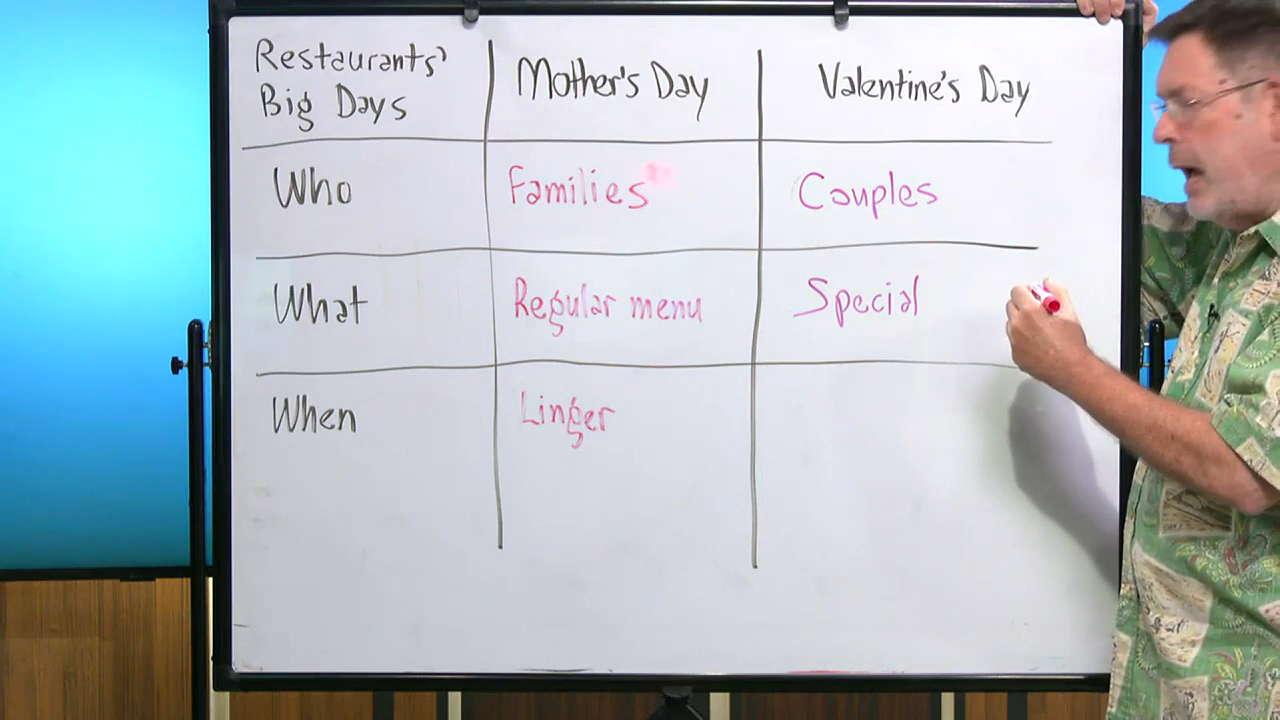 Restaurants' Big Days
Mother's Day
Valentine's Day
Who
Families
Couples
What
Regular menu
Special
When
Linger